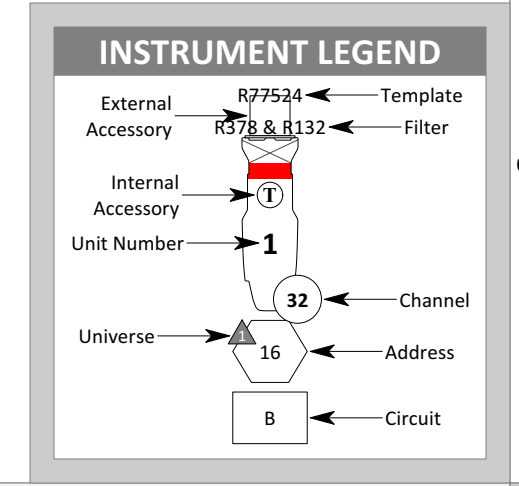 INSTRUMENT LEGEND
R77524
Template
External
Accessory
R378 & R132
Filter
Internal
Accessory
T
Unit Number
1
32
Channel
Universe
1
16
Address
B
Circuit